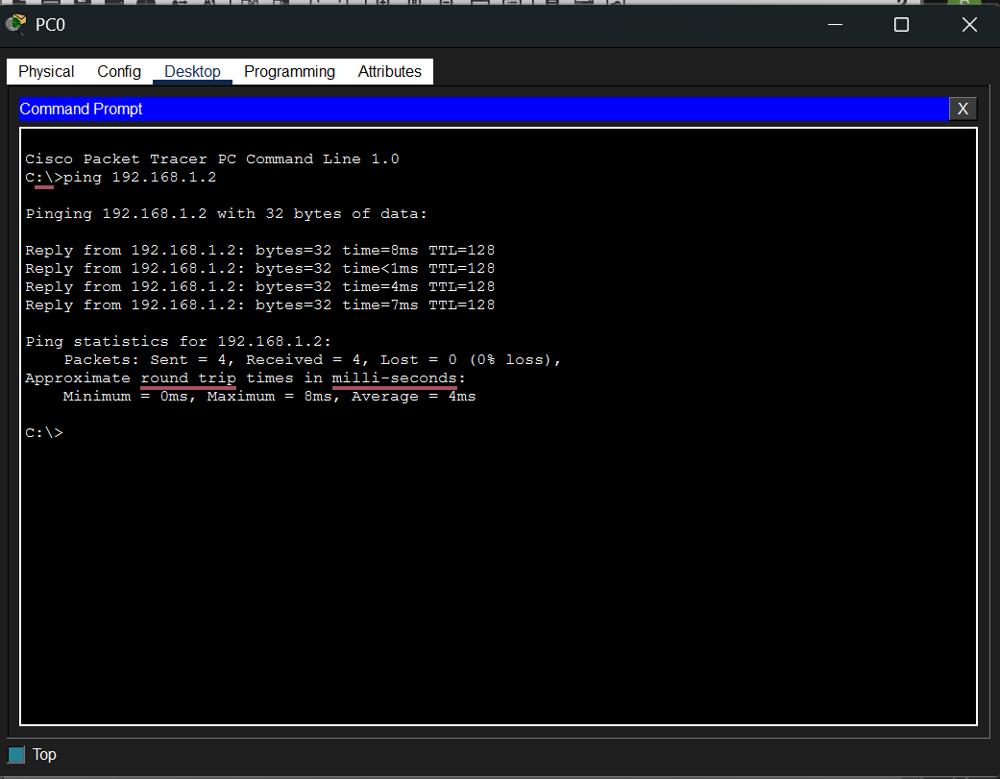 PC0
Physical Config Desktop Programming Attributes
Command Prompt
X
Cisco Packet Tracer PC Command Line 1.0
C:\>ping 192.168.1.2
Pinging 192.168.1.2 with 32 bytes of data:
Reply from 192.168.1.2: bytes=32 time=8ms TTL=128
Reply from 192.168.1.2: bytes=32 time<1ms TTL=128
Reply from 192.168.1.2: bytes=32 time=4ms TTL=128
Reply from 192.168.1.2: bytes=32 time=7ms TTL=128
Ping statistics for 192.168.1.2:
Packets: Sent = 4, Received = 4, Lost = 0 (0% loss),
Approximate round trip times in milli-seconds:
Minimum = 0ms, Maximum = 8ms, Average = 4ms
C:\>
Top